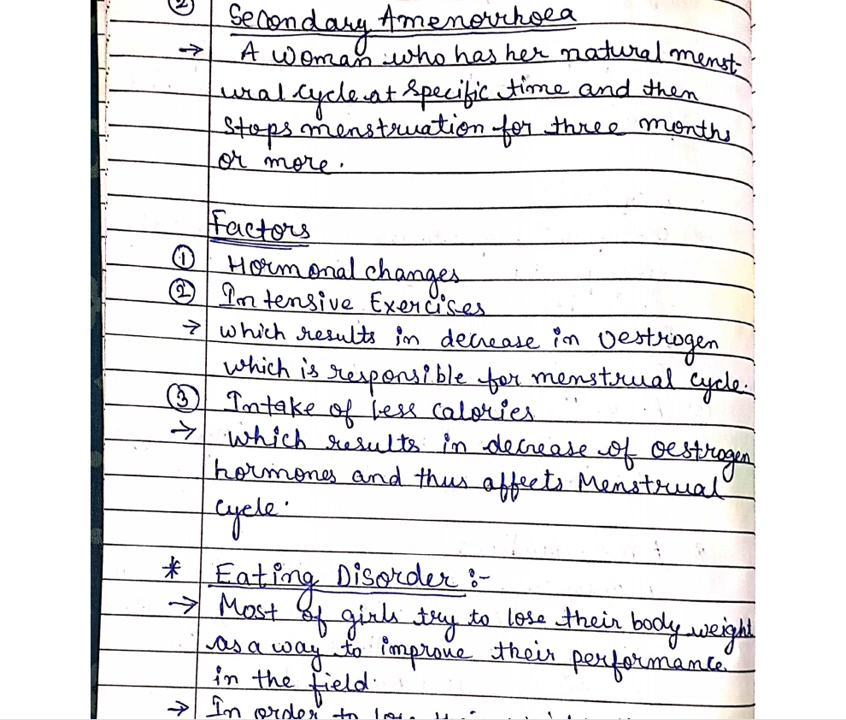 ② Secondary Amenorrhoea
→ A woman who has her natural menst-
ural cycle at specific time and then
stops menstruation for three months
or more.
Factors
① Hormonal changes
② Intensive Exercises
→ which results in decrease in Oestrogen
which is responsible for menstrual cycle.
③ Intake of less calories
→ which results in decrease of oestrogen
hormones and thus affects Menstrual
cycle.
* Eating Disorder :-
→ Most of girls try to lose their body weight
as a way to improve their performance
in the field.
→ In order to lose their